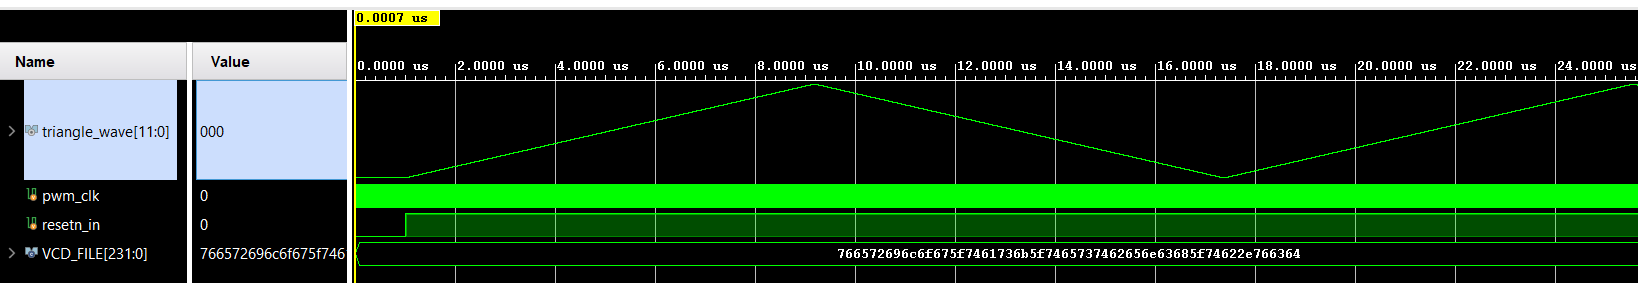 0.0007 us
Name Value
0.0000 us 2.0000 us 4.0000 us 6.0000 us 8.0000 us 10.0000 us 12.0000 us 14.0000 us 16.0000 us 18.0000 us 20.0000 us 22.0000 us 24.0000 us
triangle_wave[11:0] 000
pwm_clk 0
resetn_in 0
VCD_FILE[231:0] 766572696c6f675f746 766572696c6f675f7461736b5f7465737462656e63685f74622e766364